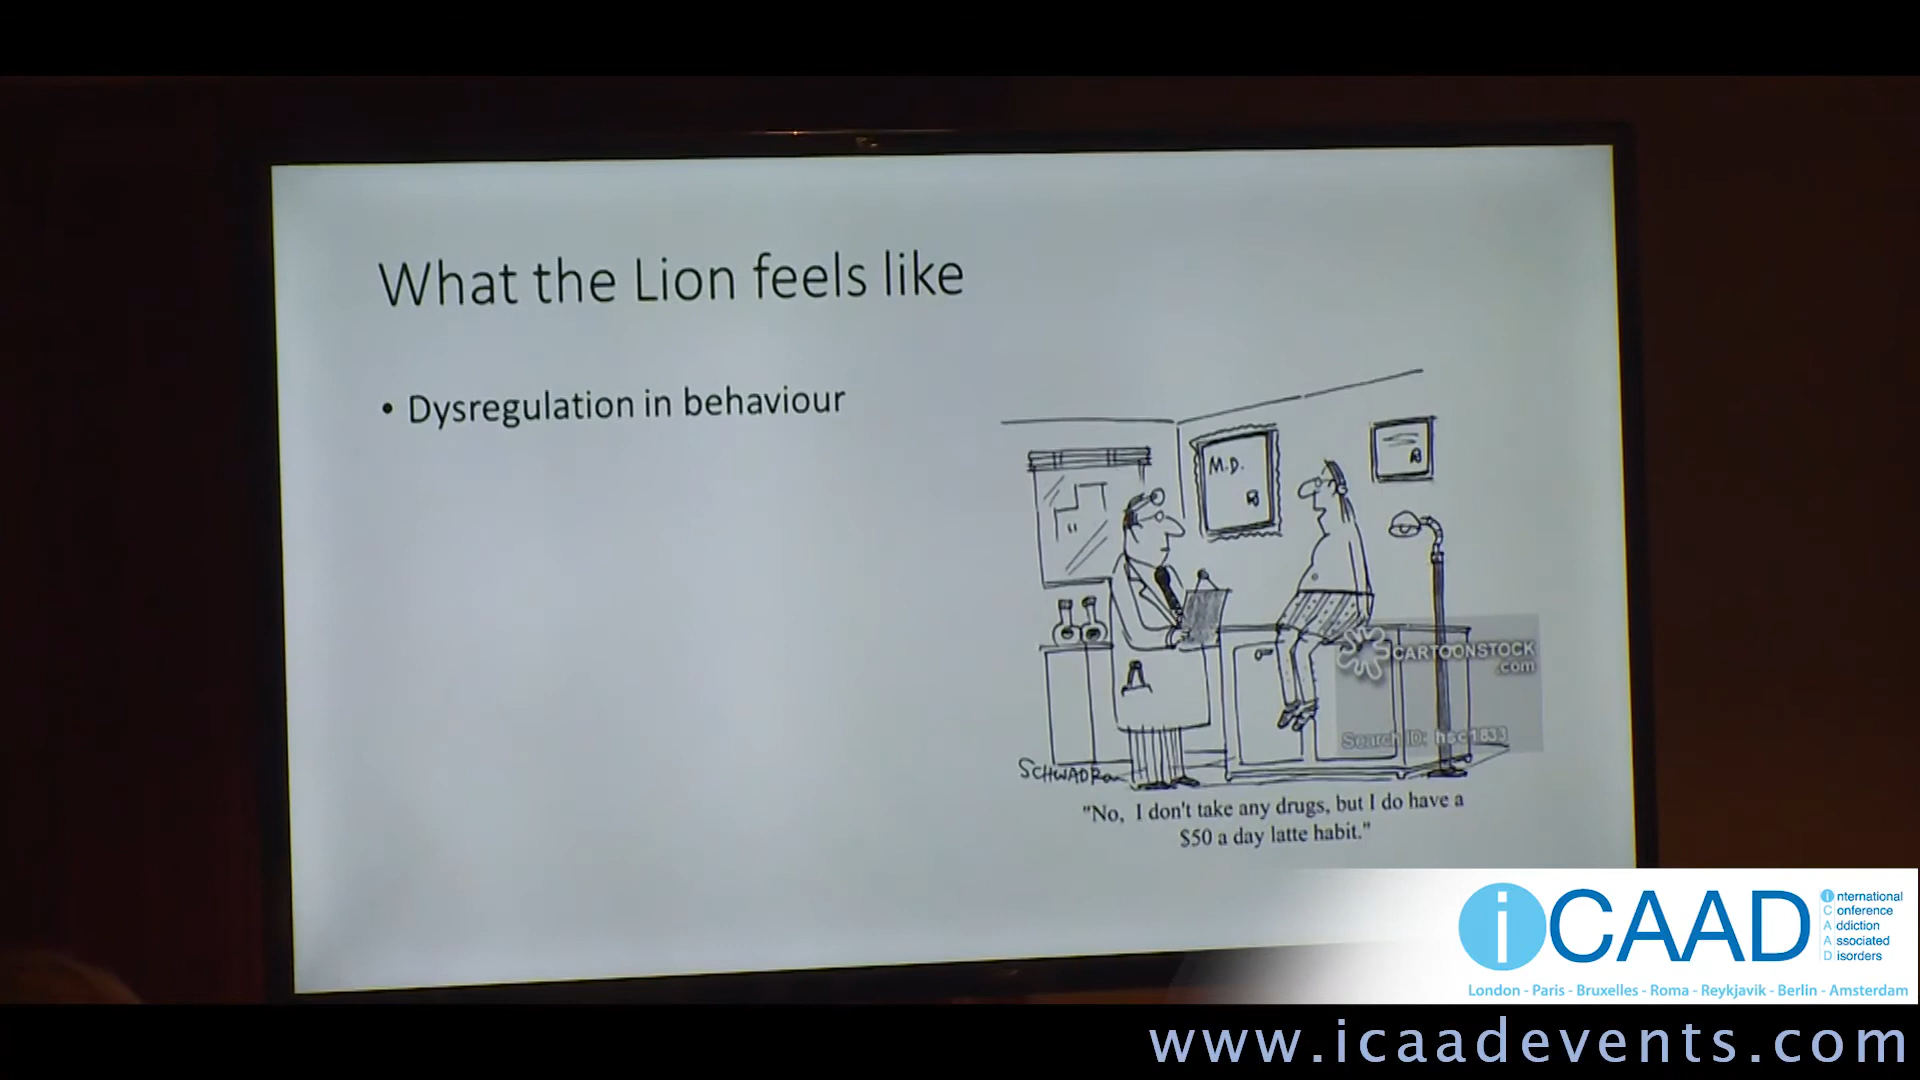 What the Lion feels like
• Dysregulation in behaviour
M.D.
CARTOONSTOCK
.com
Search ID: hsc1833
SCHWADRON
"No, I don't take any drugs, but I do have a
$50 a day latte habit."
iCAAD
International
Conference
Addiction
Associated
Disorders
London - Paris - Bruxelles - Roma - Reykjavik - Berlin - Amsterdam
www.icaadevents.com